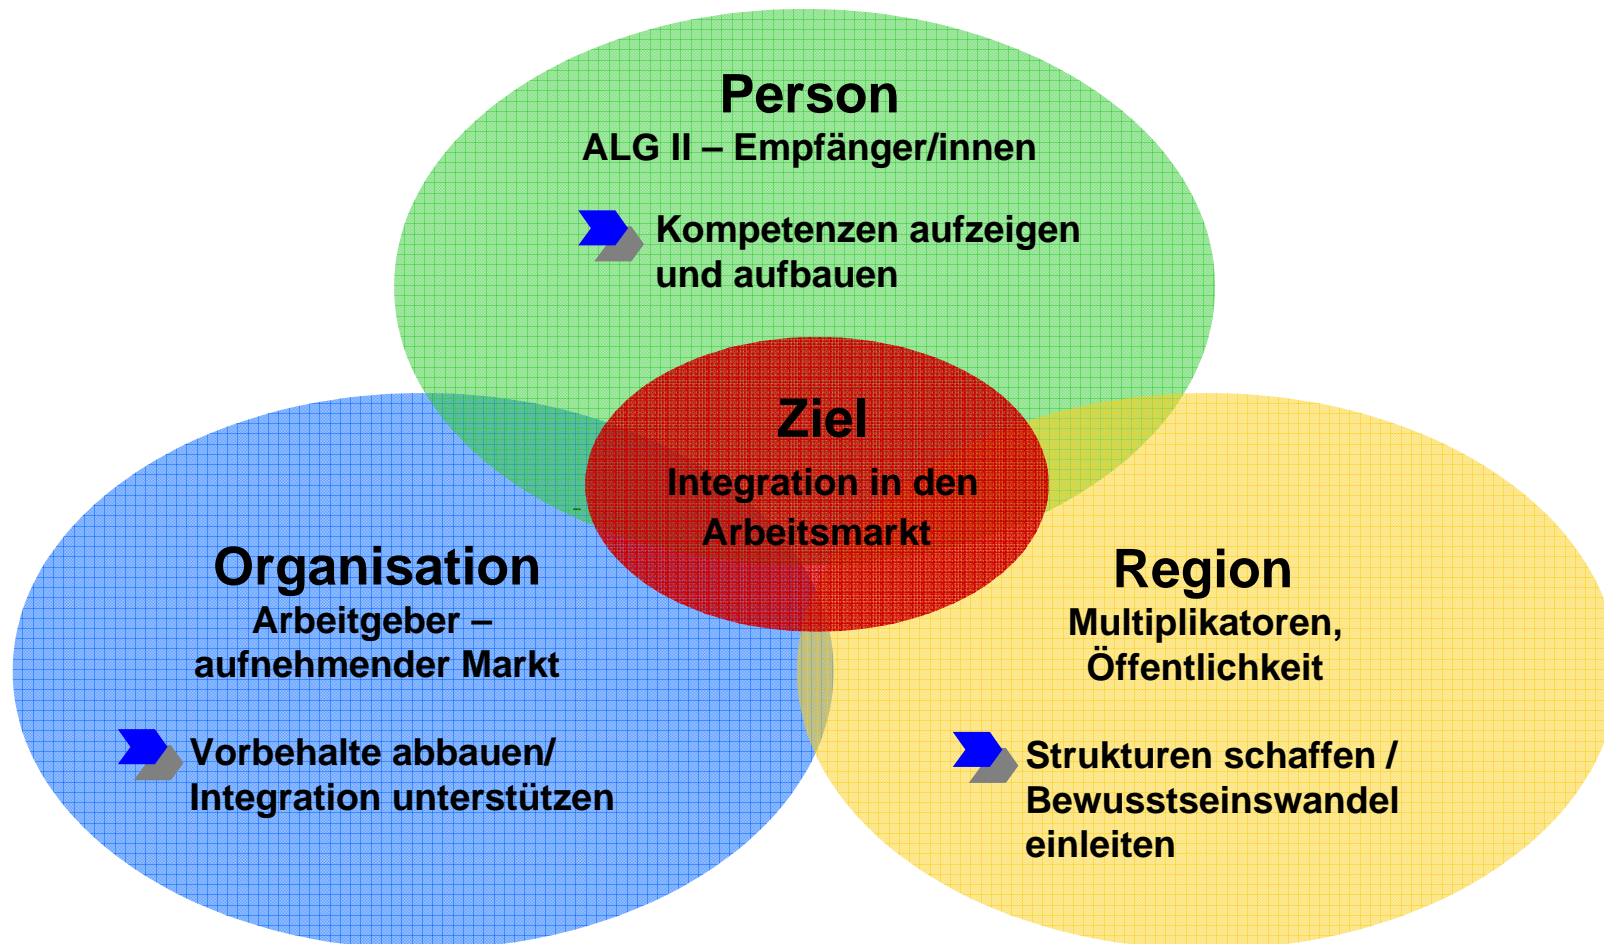 Person
ALG II – Empfänger/innen
Kompetenzen aufzeigen
und aufbauen
Ziel
Integration in den
Arbeitsmarkt
Organisation
Arbeitgeber –
aufnehmender Markt
Vorbehalte abbauen/
Integration unterstützen
Region
Multiplikatoren,
Öffentlichkeit
Strukturen schaffen /
Bewusstseinswandel
einleiten